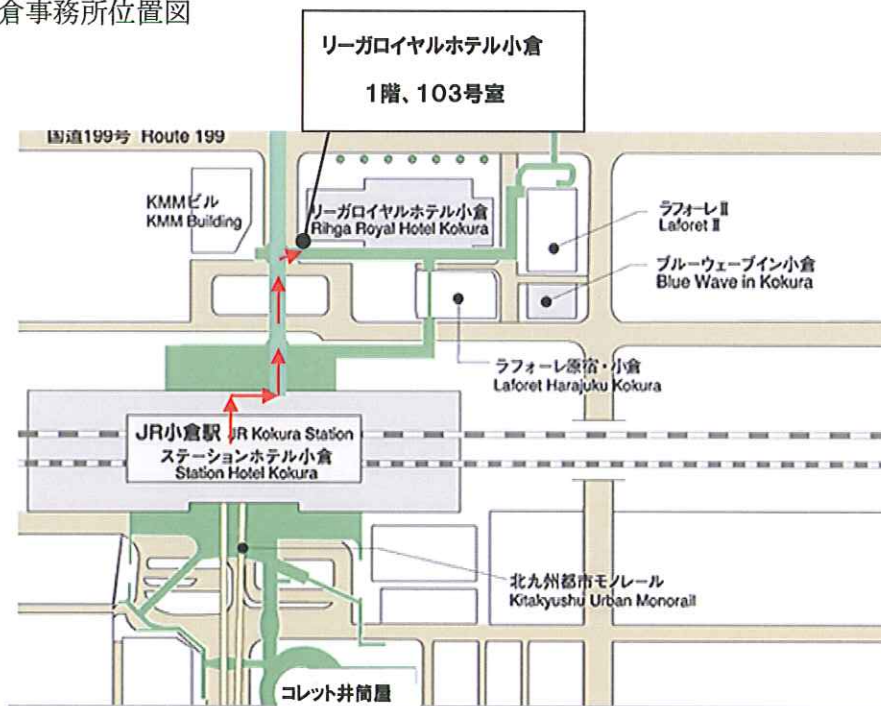 倉事務所位置図
リーガロイヤルホテル小倉
1階、103号室
国道199号 Route 199
KMMビル
KMM Building
リーガロイヤルホテル小倉
Rihga Royal Hotel Kokura
ラフォーレⅡ
Laforet Ⅱ
ブルーウェーブイン小倉
Blue Wave in Kokura
ラフォーレ原宿・小倉
Laforet Harajuku Kokura
JR小倉駅 JR Kokura Station
ステーションホテル小倉
Station Hotel Kokura
北九州都市モノレール
Kitakyushu Urban Monorail
コレット井筒屋